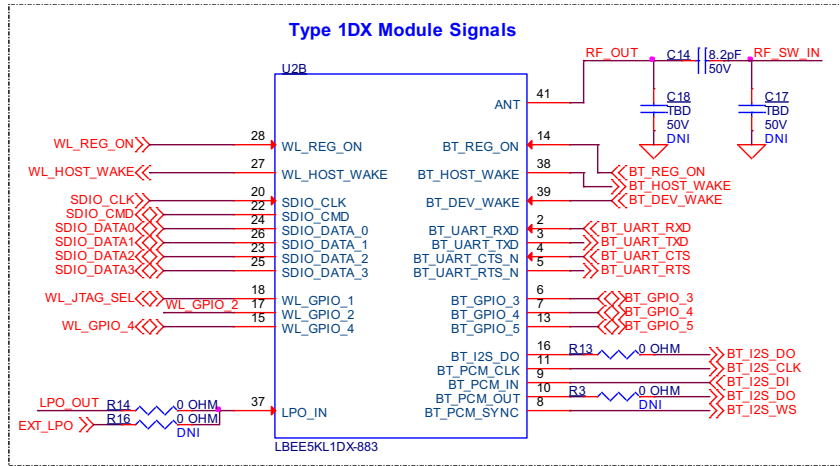 Type 1DX Module Signals
RF_OUT C14 8.2pF RF_SW_IN
50V
U2B
41
ANT
C18 C17
TBD TBD
50V 50V
DNI DNI
WL_REG_ON 28 WL_REG_ON BT_REG_ON 14
WL_HOST_WAKE 27 WL_HOST_WAKE BT_HOST_WAKE 38 BT_REG_ON
BT_HOST_WAKE
SDIO_CLK 20 SDIO_CLK BT_DEV_WAKE 39 BT_DEV_WAKE
SDIO_CMD 22 SDIO_CMD
SDIO_DATA0 24 SDIO_DATA_0 BT_UART_RXD 2 BT_UART_RXD
SDIO_DATA1 26 SDIO_DATA_1 BT_UART_TXD 3 BT_UART_TXD
SDIO_DATA2 23 SDIO_DATA_2 BT_UART_CTS_N 4 BT_UART_CTS
SDIO_DATA3 25 SDIO_DATA_3 BT_UART_RTS_N 5 BT_UART_RTS
WL_JTAG_SEL 18 WL_GPIO_1 BT_GPIO_3 6 BT_GPIO_3
WL_GPIO_2 17 WL_GPIO_2 BT_GPIO_4 7 BT_GPIO_4
WL_GPIO_4 15 WL_GPIO_4 BT_GPIO_5 13 BT_GPIO_5
BT_I2S_DO 16 R13 0 OHM BT_I2S_DO
BT_PCM_CLK 11 BT_I2S_CLK
BT_PCM_IN 9 BT_I2S_DI
BT_PCM_OUT 10 R3 0 OHM BT_I2S_DO
BT_PCM_SYNC 8 DNI BT_I2S_WS
LPO_OUT R14 0 OHM 37 LPO_IN
EXT_LPO R16 0 OHM
DNI
LBEE5KL1DX-883